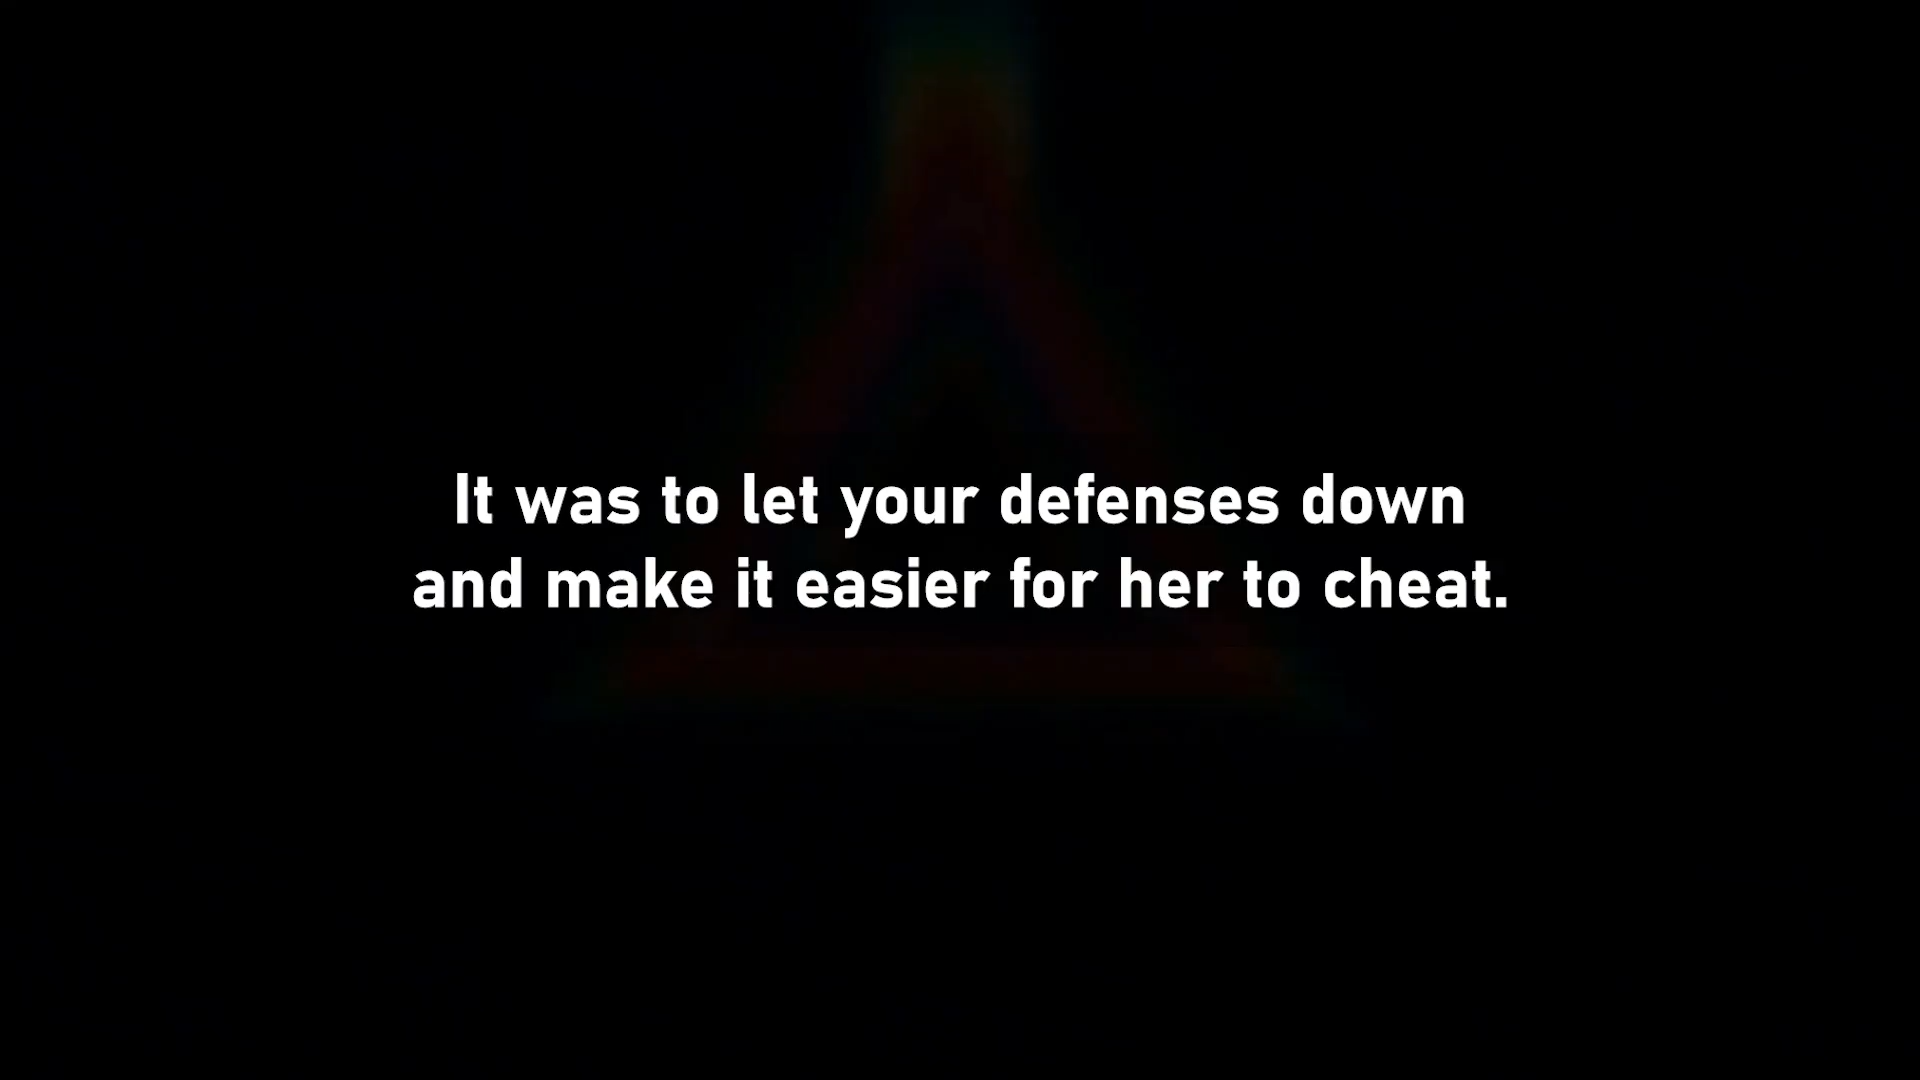 It was to let your defenses down
and make it easier for her to cheat.